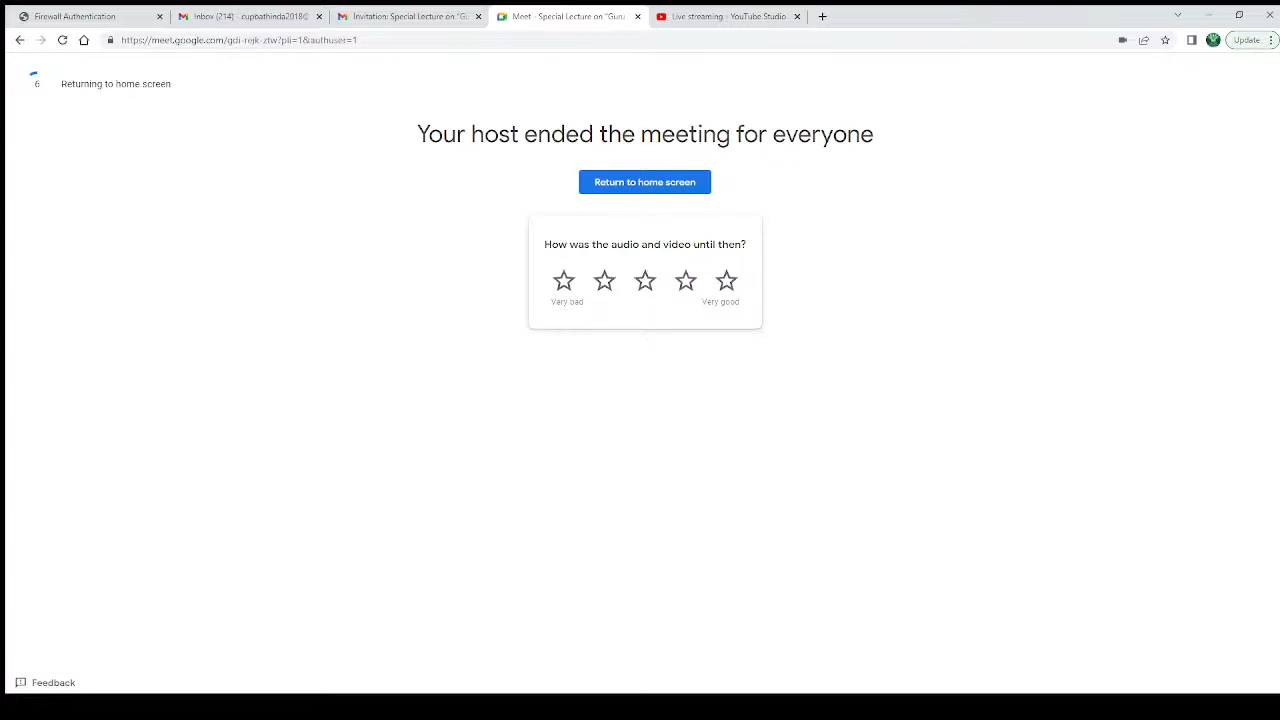 Firewall Authentication
Inbox (214) - cupbathinda2018@
Invitation: Special Lecture on "Gu
Meet - Special Lecture on "Guru
Live streaming - YouTube Studio
https://meet.google.com/gdi-rejk-ztw?pli=1&authuser=1
Update
6 Returning to home screen
Your host ended the meeting for everyone
Return to home screen
How was the audio and video until then?
Very bad Very good
Feedback